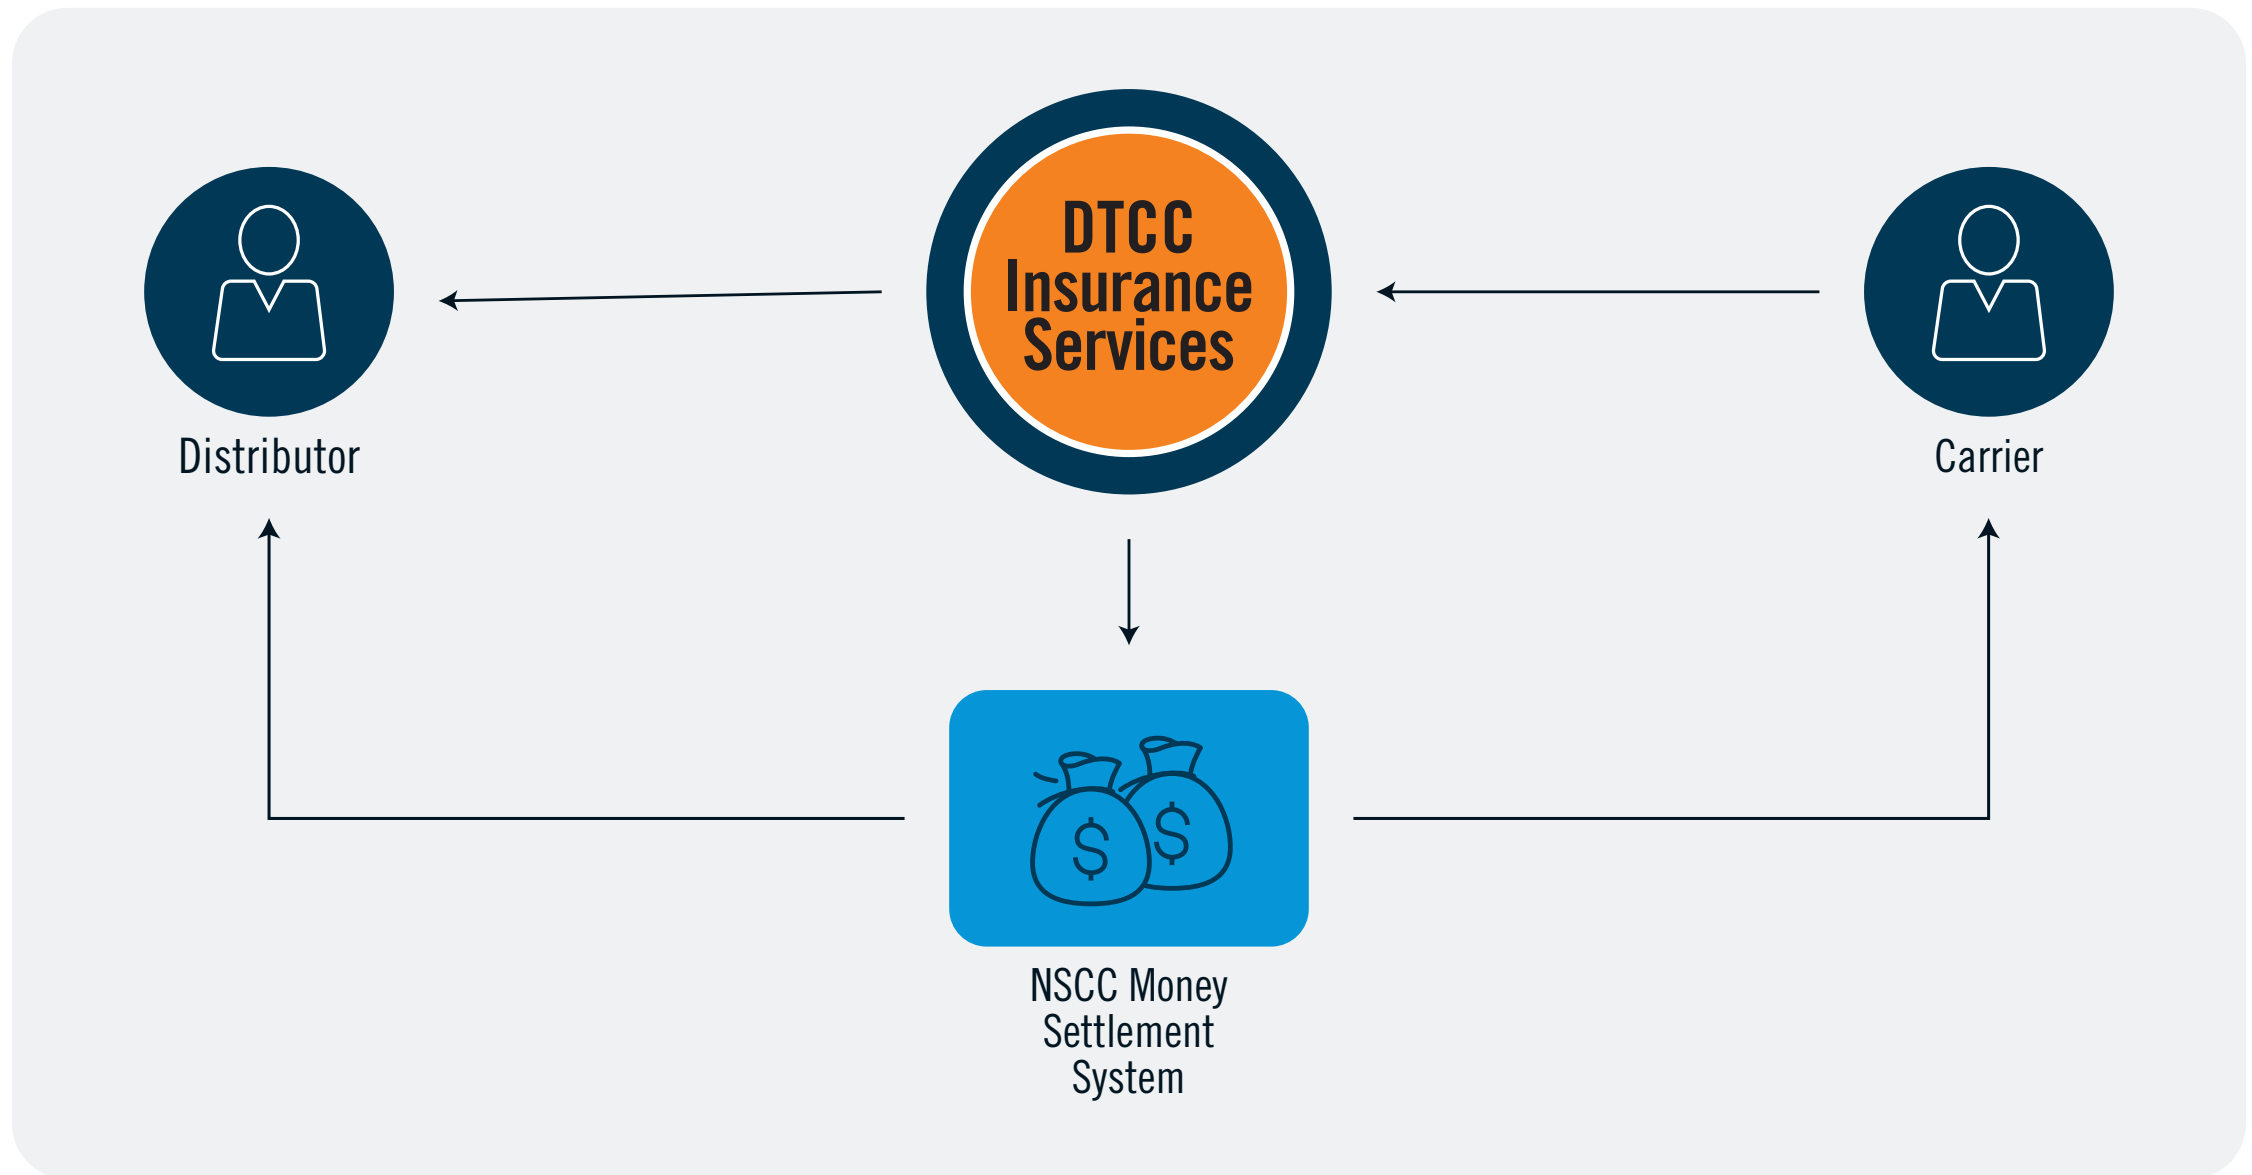 DTCC
Insurance
Services
Distributor
Carrier
$
$
NSCC Money
Settlement
System